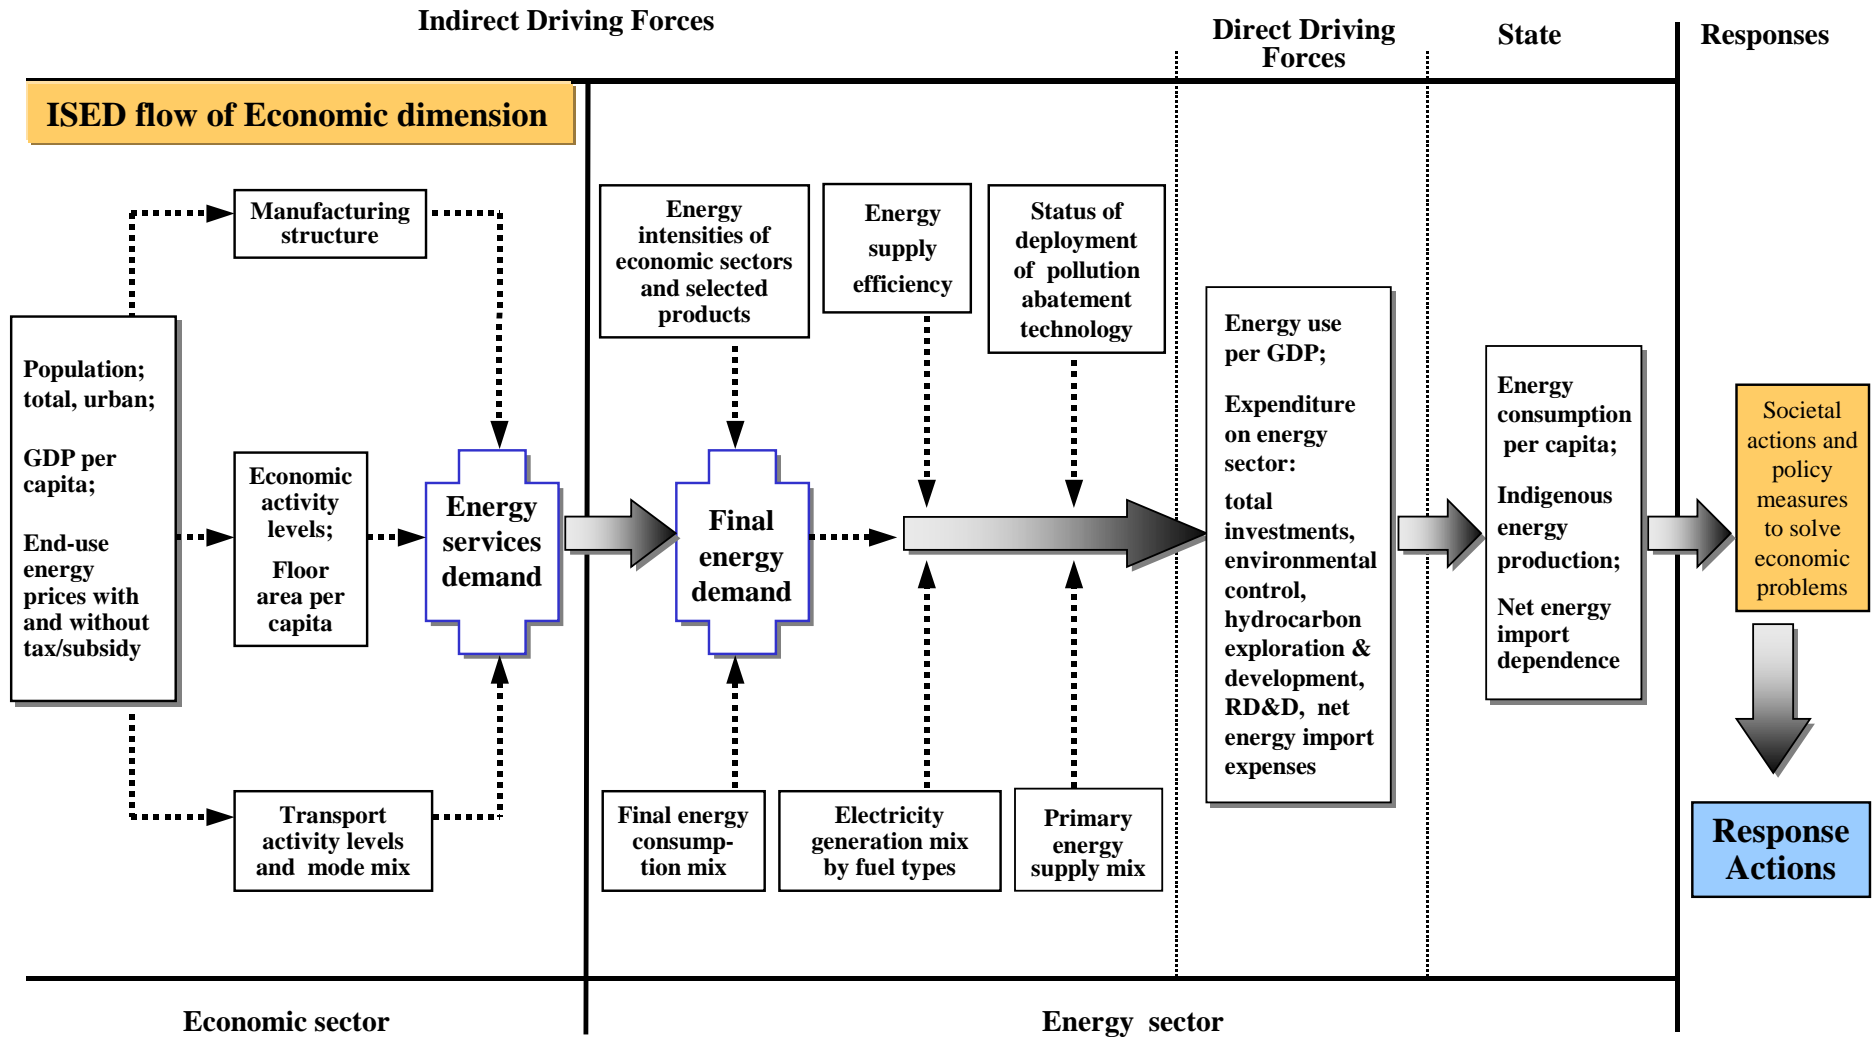 Indirect Driving Forces
Direct Driving
Forces
State
Responses
ISED flow of Economic dimension
Manufacturing
structure
Energy
intensities of
economic sectors
and selected
products
Energy
supply
efficiency
Status of
deployment
of pollution
abatement
technology
Population;
total, urban;
GDP per
capita;
End-use
energy
prices with
and without
tax/subsidy
Economic
activity
levels;
Floor
area per
capita
Energy
services
demand
Final
energy
demand
Energy use
per GDP;
Expenditure
on energy
sector:
total
investments,
environmental
control,
hydrocarbon
exploration &
development,
RD&D, net
energy import
expenses
Energy
consumption
per capita;
Indigenous
energy
production;
Net energy
import
dependence
Societal
actions and
policy
measures
to solve
economic
problems
Transport
activity levels
and mode mix
Final energy
consump-
tion mix
Electricity
generation mix
by fuel types
Primary
energy
supply mix
Response
Actions
Economic sector
Energy sector